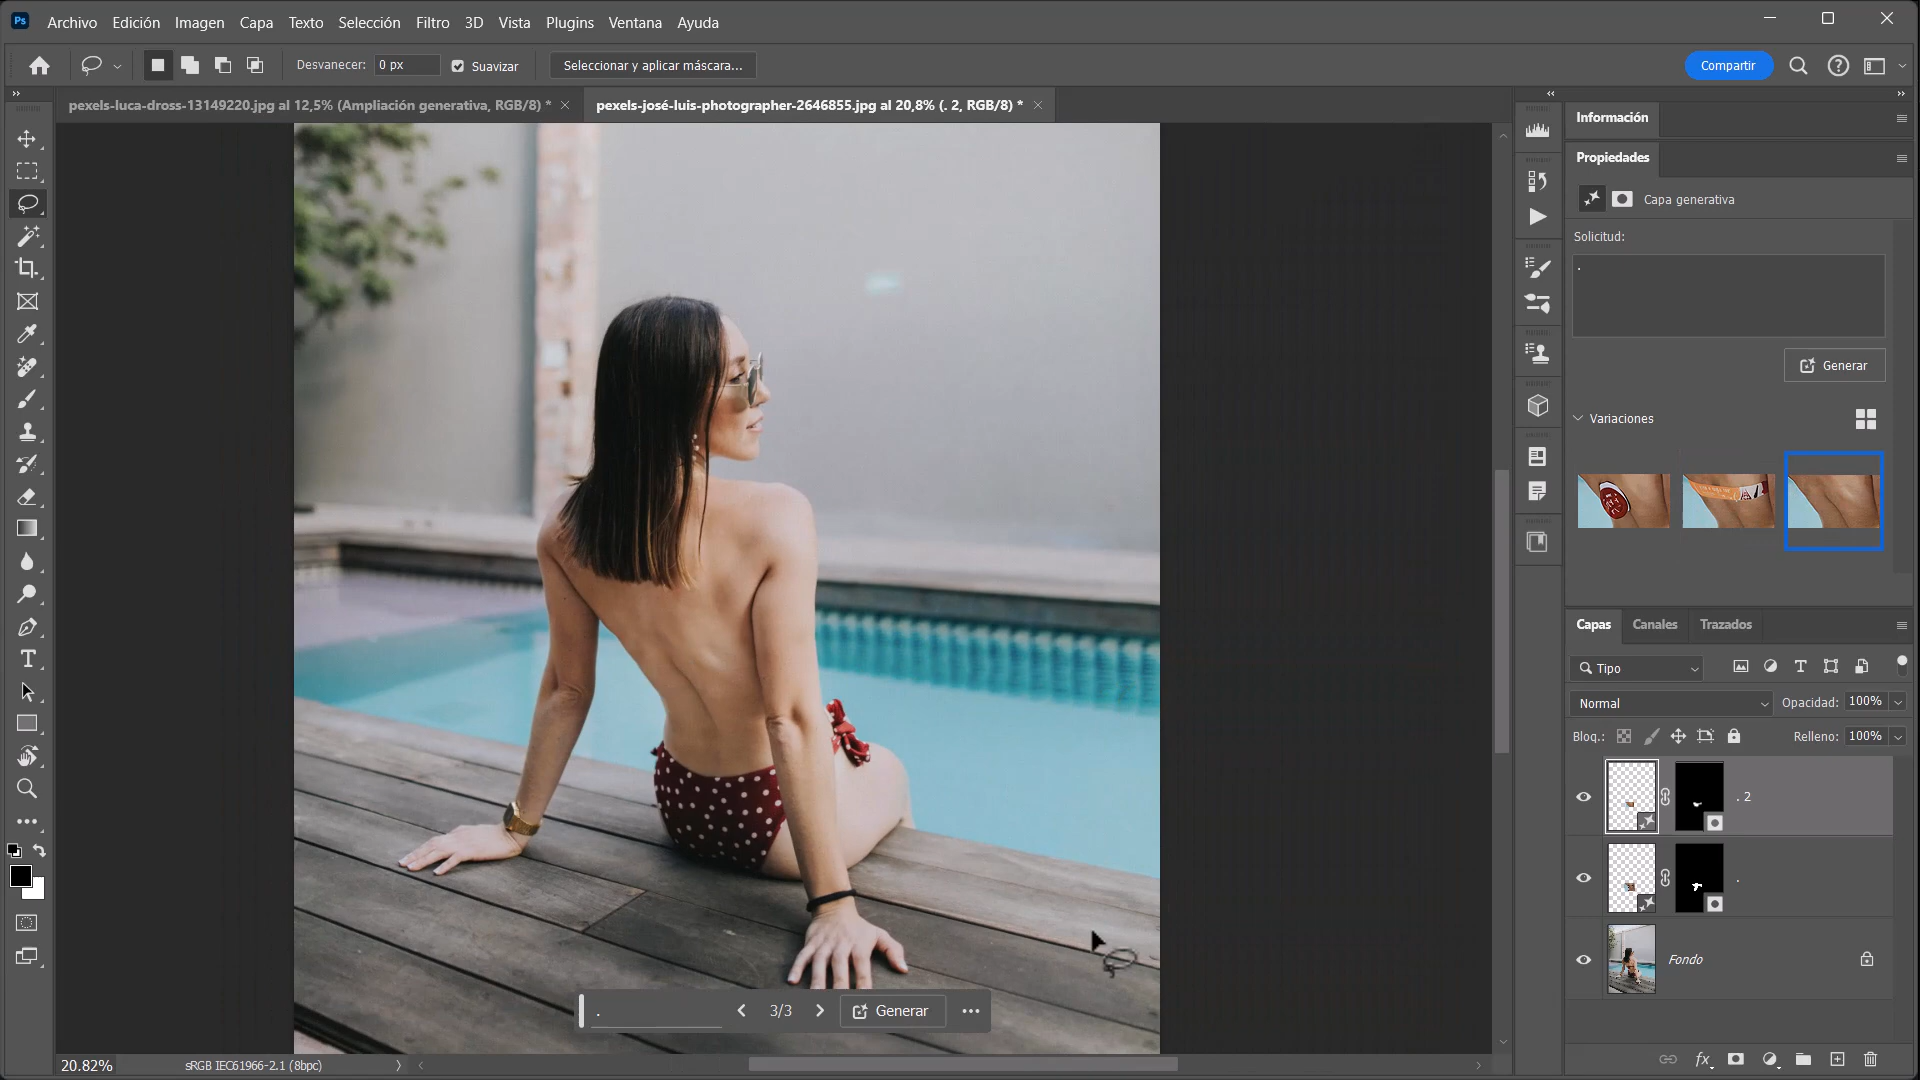 Ps Archivo Edición Imagen Capa Texto Selección Filtro 3D Vista Plugins Ventana Ayuda
Desvanecer: 0 px Suavizar Seleccionar y aplicar máscara... Compartir
pexels-luca-dross-13149220.jpg al 12,5% (Ampliación generativa, RGB/8) * pexels-josé-luis-photographer-2646855.jpg al 20,8% (. 2, RGB/8) *
Información
Propiedades
Capa generativa
Solicitud:
.
Generar
Variaciones
Capas Canales Trazados
Tipo
Normal Opacidad: 100%
Bloq.: Relleno: 100%
. 2
.
Fondo
. 3/3 Generar
20.82% sRGB IEC61966-2.1 (8bpc)
fx